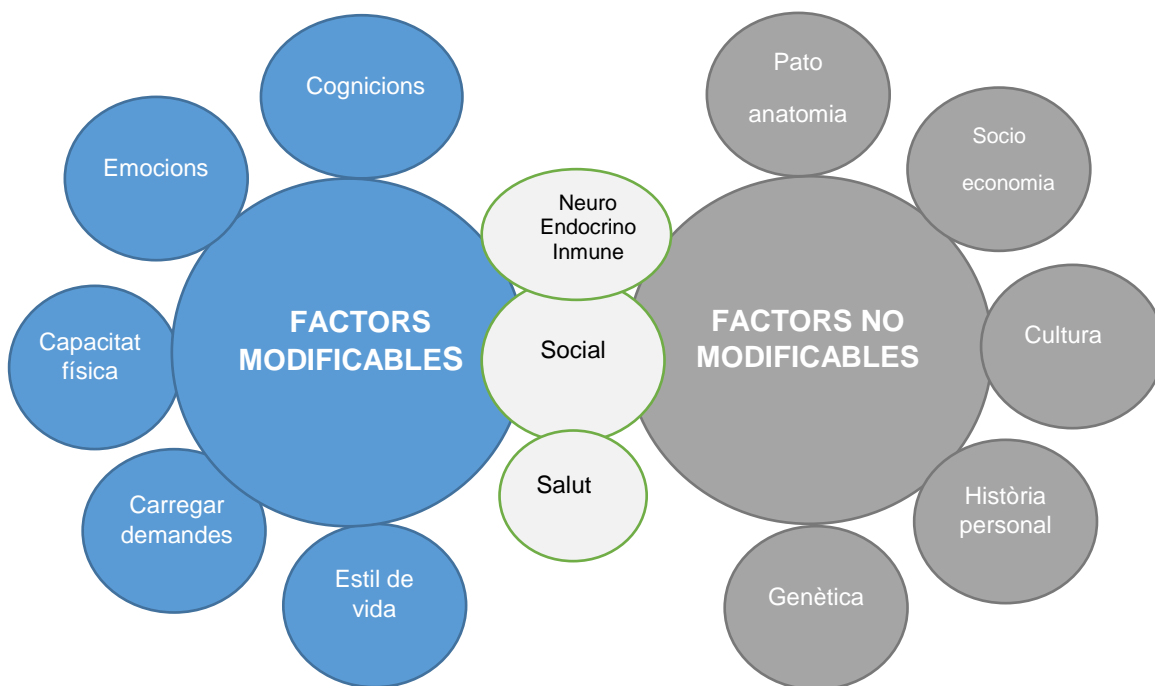 Cognicions
Emocions
Capacitat
física
Carregar
demandes
Estil de
vida
FACTORS
MODIFICABLES
Neuro
Endocrino
Inmune
Social
Salut
FACTORS NO
MODIFICABLES
Pato
anatomia
Socio
economia
Cultura
Història
personal
Genètica